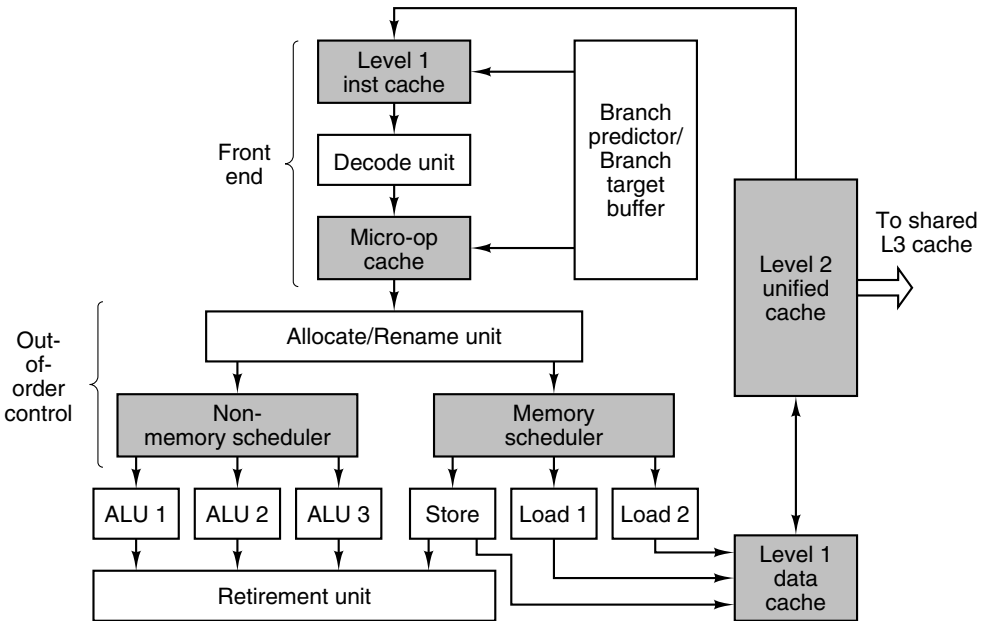 Level 1
inst cache
Branch
predictor/
Branch
target
buffer
Front
end
Decode unit
Micro-op
cache
To shared
L3 cache
Level 2
unified
cache
Allocate/Rename unit
Out-
of-
order
control
Non-
memory scheduler
Memory
scheduler
ALU 1
ALU 2
ALU 3
Store
Load 1
Load 2
Level 1
data
cache
Retirement unit